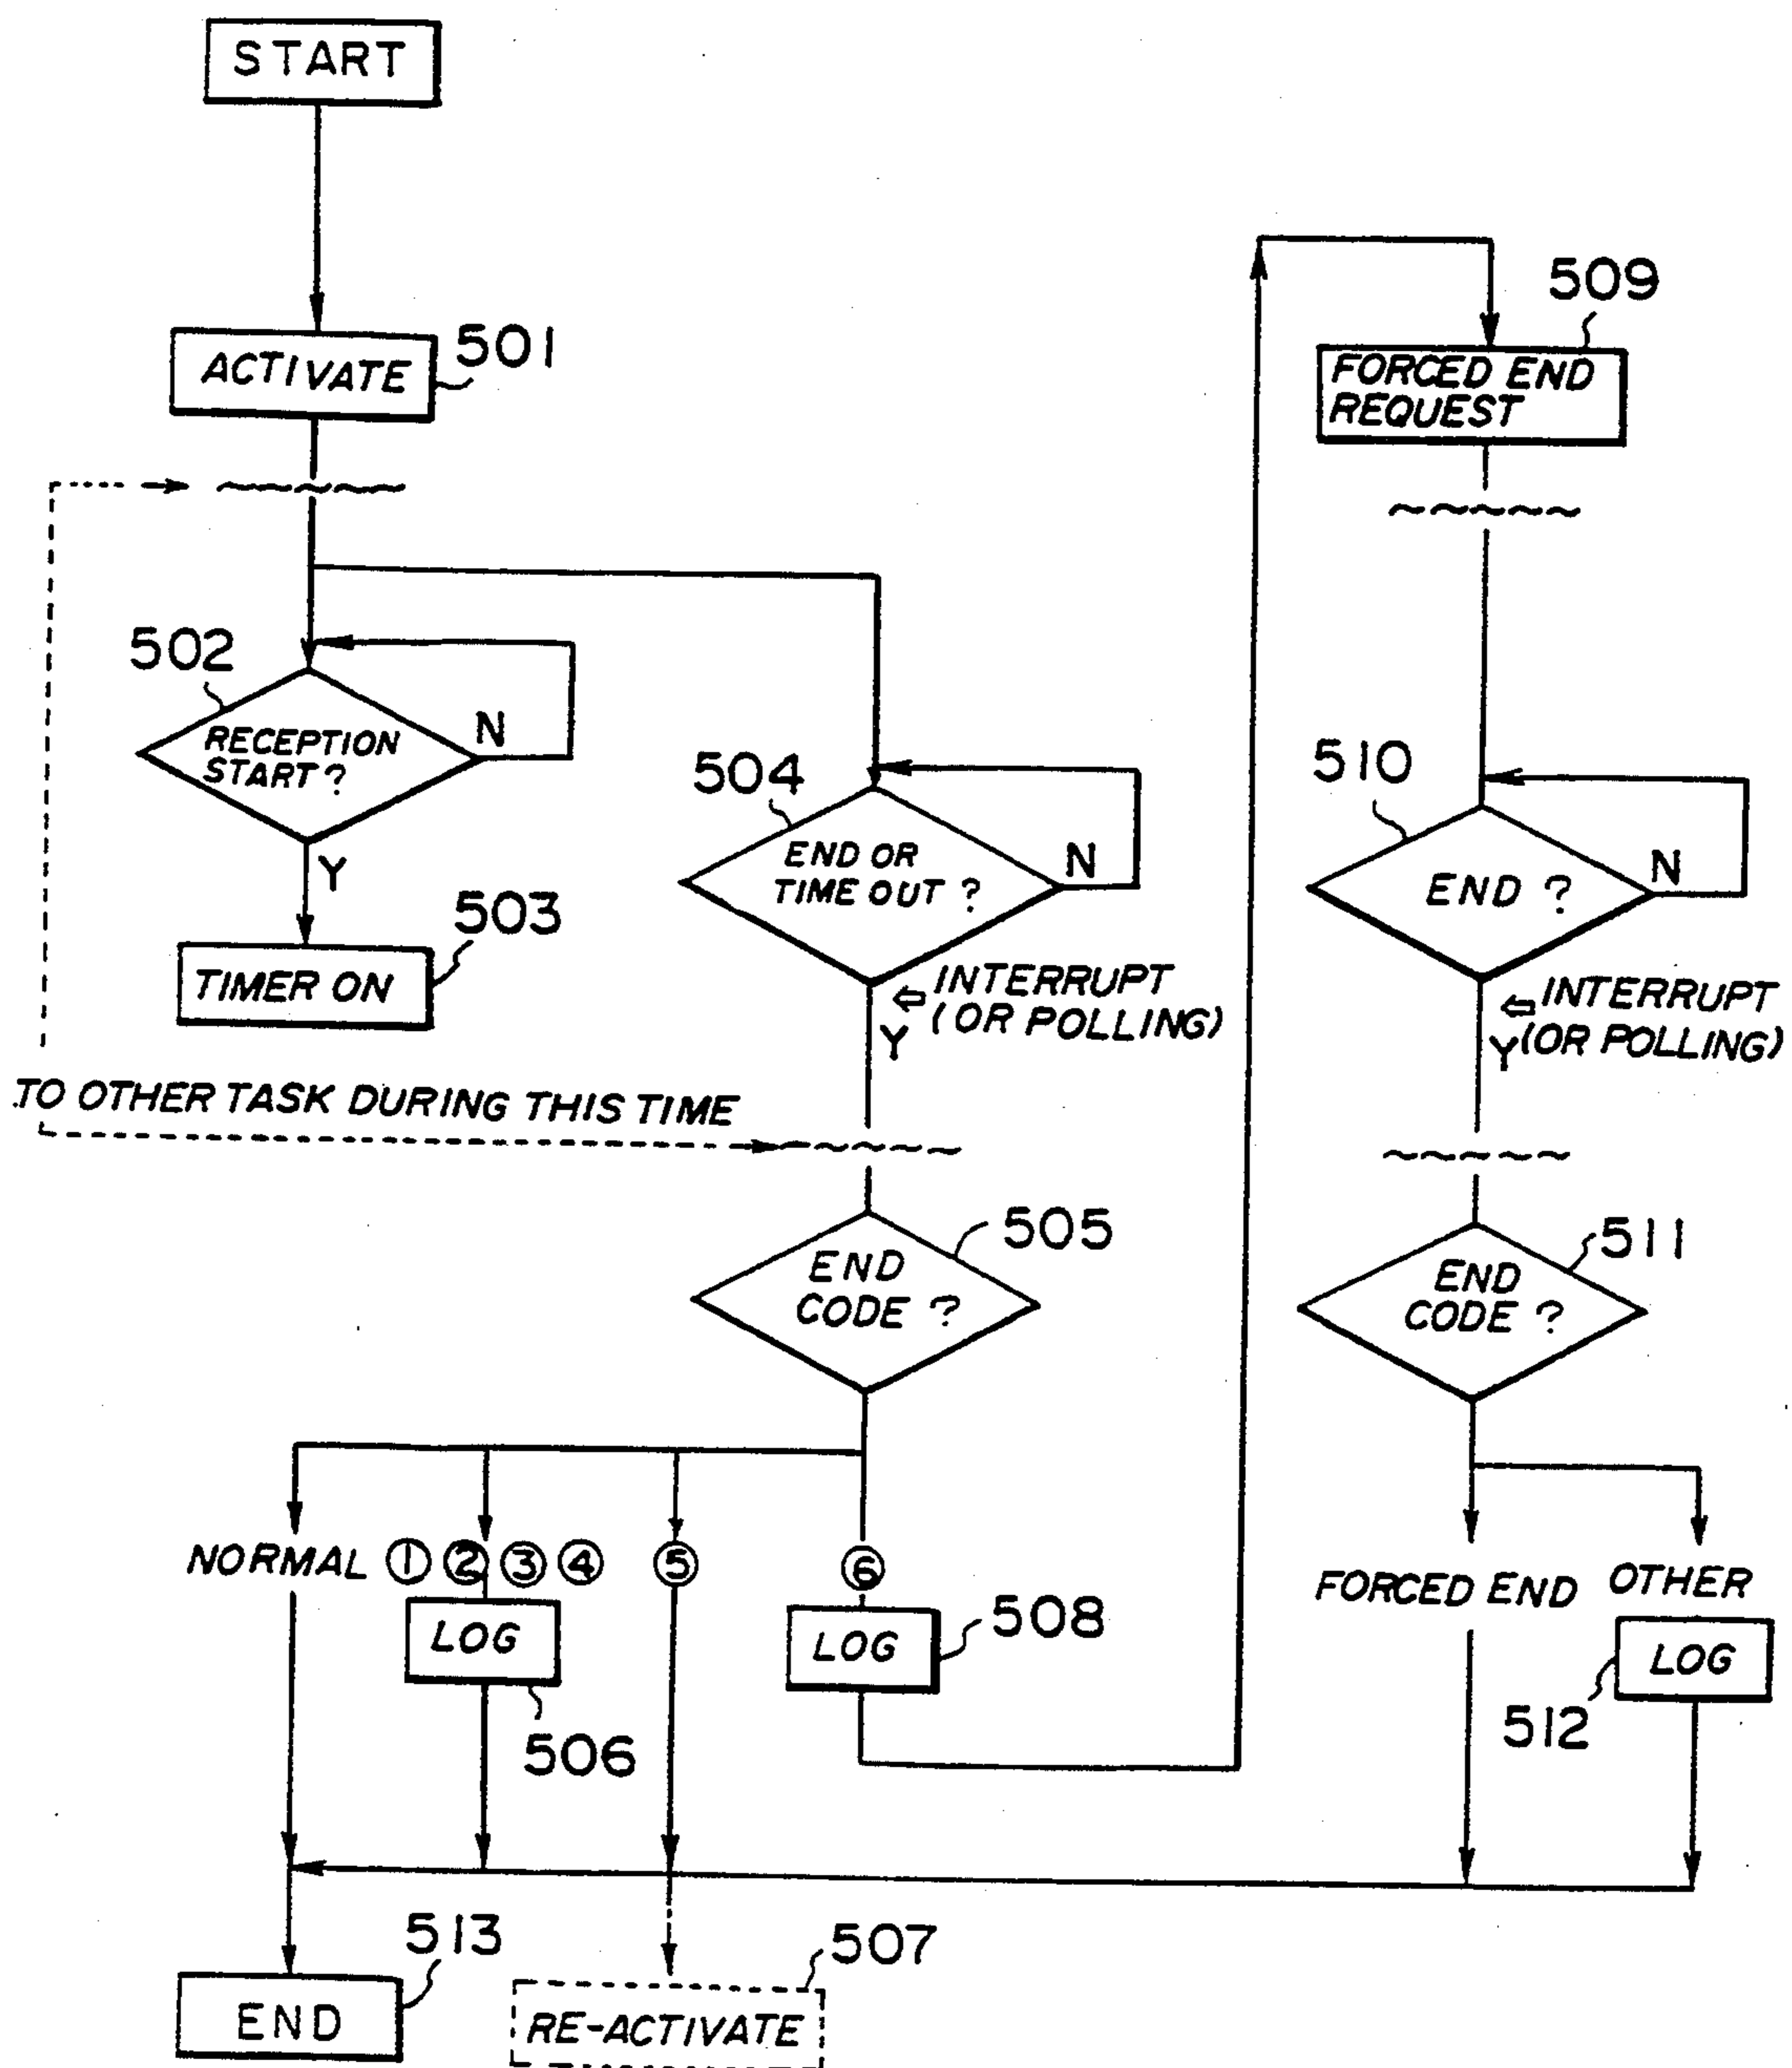 START
501
ACTIVATE
509
FORCED END
REQUEST
502
RECEPTION
START?
N
Y
503
TIMER ON
504
END OR
TIME OUT ?
N
⇦ INTERRUPT
(OR POLLING)
Y
510
END ?
N
⇦ INTERRUPT
Y (OR POLLING)
TO OTHER TASK DURING THIS TIME
505
END
CODE ?
511
END
CODE ?
NORMAL ① ② ③ ④ ⑤ ⑥
LOG
506
LOG
508
FORCED END OTHER
LOG
512
513
END
507
RE-ACTIVATE